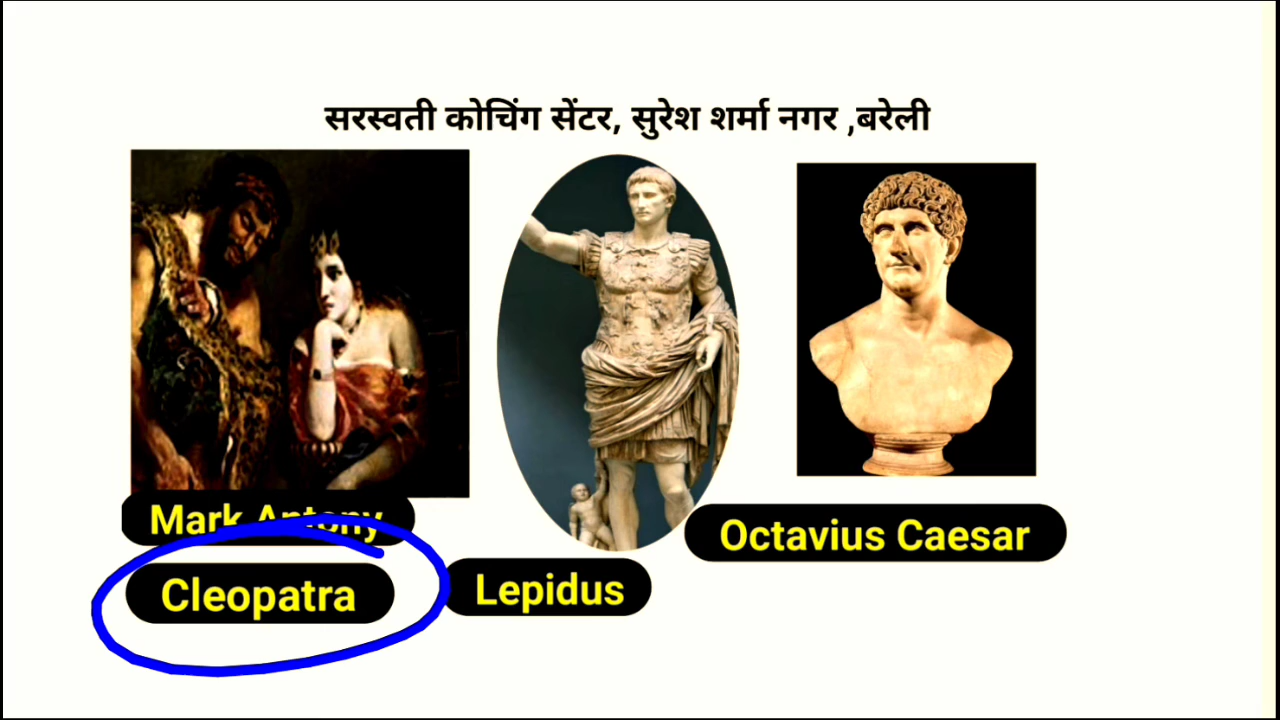 सरस्वती कोचिंग सेंटर, सुरेश शर्मा नगर ,बरेली
Mark Antony
Octavius Caesar
Cleopatra
Lepidus